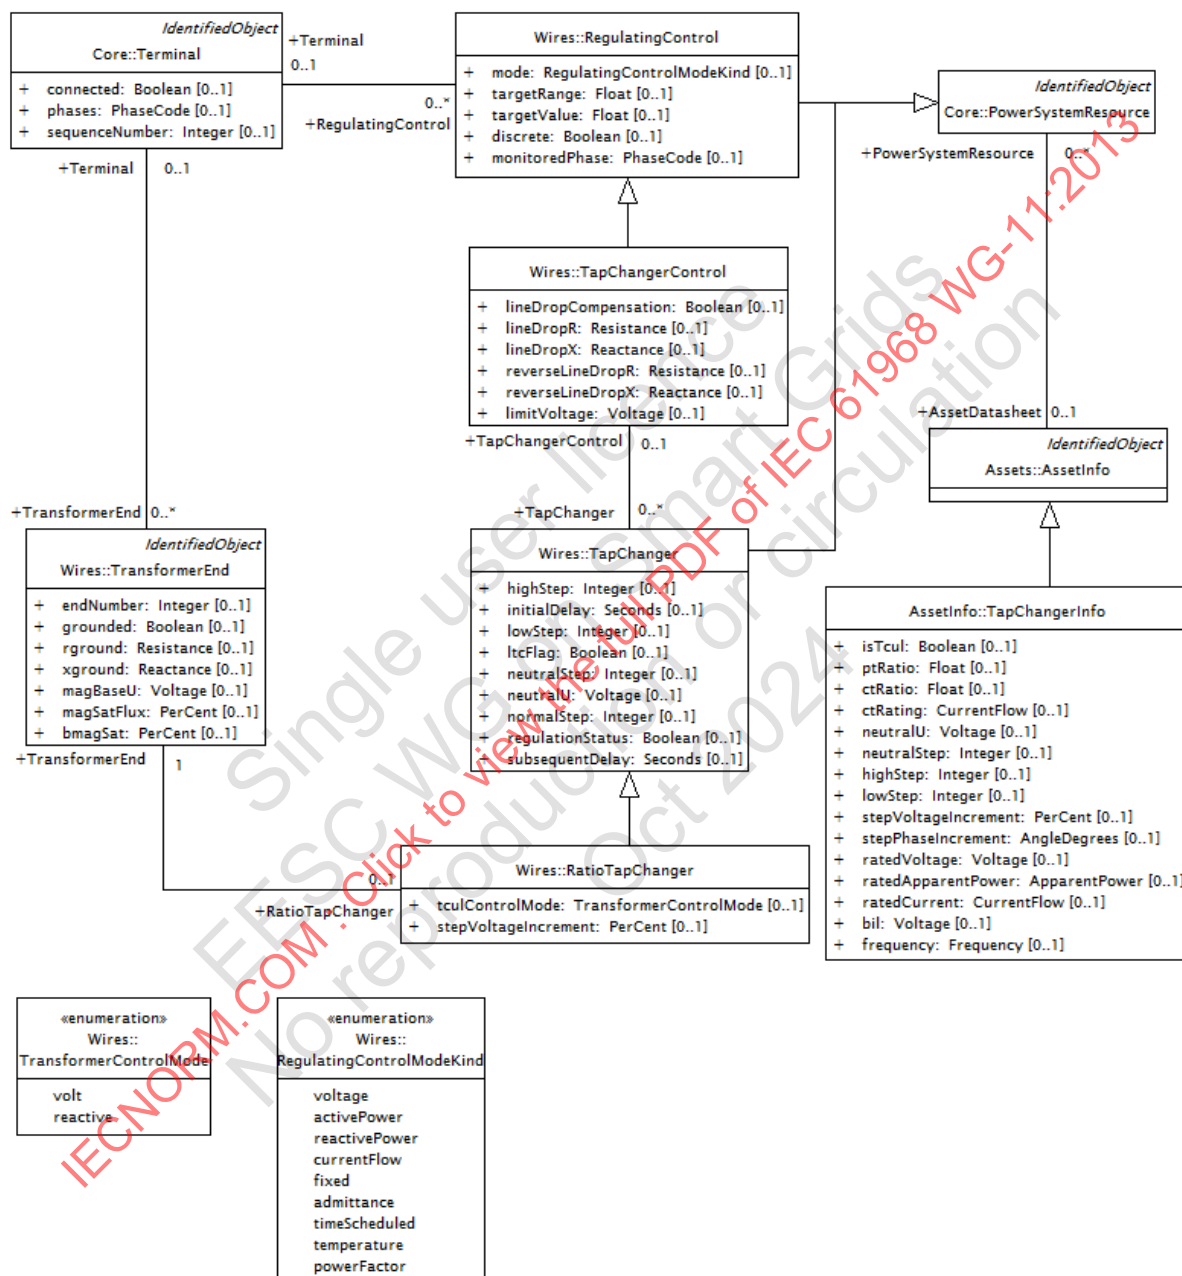 IdentifiedObject
Core::Terminal
+ connected: Boolean [0..1]
+ phases: PhaseCode [0..1]
+ sequenceNumber: Integer [0..1]
+Terminal
0..1
0..*
+RegulatingControl
Wires::RegulatingControl
+ mode: RegulatingControlModeKind [0..1]
+ targetRange: Float [0..1]
+ targetValue: Float [0..1]
+ discrete: Boolean [0..1]
+ monitoredPhase: PhaseCode [0..1]
IdentifiedObject
Core::PowerSystemResource
+PowerSystemResource
0..*
+Terminal
0..1
Wires::TapChangerControl
+ lineDropCompensation: Boolean [0..1]
+ lineDropR: Resistance [0..1]
+ lineDropX: Reactance [0..1]
+ reverseLineDropR: Resistance [0..1]
+ reverseLineDropX: Reactance [0..1]
+ limitVoltage: Voltage [0..1]
+TapChangerControl
0..1
+AssetDatasheet
0..1
IdentifiedObject
Assets::AssetInfo
+TransformerEnd
0..*
+TapChanger
0..*
IdentifiedObject
Wires::TransformerEnd
+ endNumber: Integer [0..1]
+ grounded: Boolean [0..1]
+ rground: Resistance [0..1]
+ xground: Reactance [0..1]
+ magBaseU: Voltage [0..1]
+ magSatFlux: PerCent [0..1]
+ bmagSat: PerCent [0..1]
+TransformerEnd
1
Wires::TapChanger
+ highStep: Integer [0..1]
+ initialDelay: Seconds [0..1]
+ lowStep: Integer [0..1]
+ ltcFlag: Boolean [0..1]
+ neutralStep: Integer [0..1]
+ neutralU: Voltage [0..1]
+ normalStep: Integer [0..1]
+ regulationStatus: Boolean [0..1]
+ subsequentDelay: Seconds [0..1]
AssetInfo::TapChangerInfo
+ isTcul: Boolean [0..1]
+ ptRatio: Float [0..1]
+ ctRatio: Float [0..1]
+ ctRating: CurrentFlow [0..1]
+ neutralU: Voltage [0..1]
+ neutralStep: Integer [0..1]
+ highStep: Integer [0..1]
+ lowStep: Integer [0..1]
+ stepVoltageIncrement: PerCent [0..1]
+ stepPhaseIncrement: AngleDegrees [0..1]
+ ratedVoltage: Voltage [0..1]
+ ratedApparentPower: ApparentPower [0..1]
+ ratedCurrent: CurrentFlow [0..1]
+ bil: Voltage [0..1]
+ frequency: Frequency [0..1]
0..1
+RatioTapChanger
Wires::RatioTapChanger
+ tculControlMode: TransformerControlMode [0..1]
+ stepVoltageIncrement: PerCent [0..1]
«enumeration»
Wires::
TransformerControlMode
volt
reactive
«enumeration»
Wires::
RegulatingControlModeKind
voltage
activePower
reactivePower
currentFlow
fixed
admittance
timeScheduled
temperature
powerFactor
Single user licence
EESC WG on Smart Grids
No reproduction or circulation
Oct 2024
IECNORM.COM : Click to view the full PDF of IEC 61968 WG-11:2013